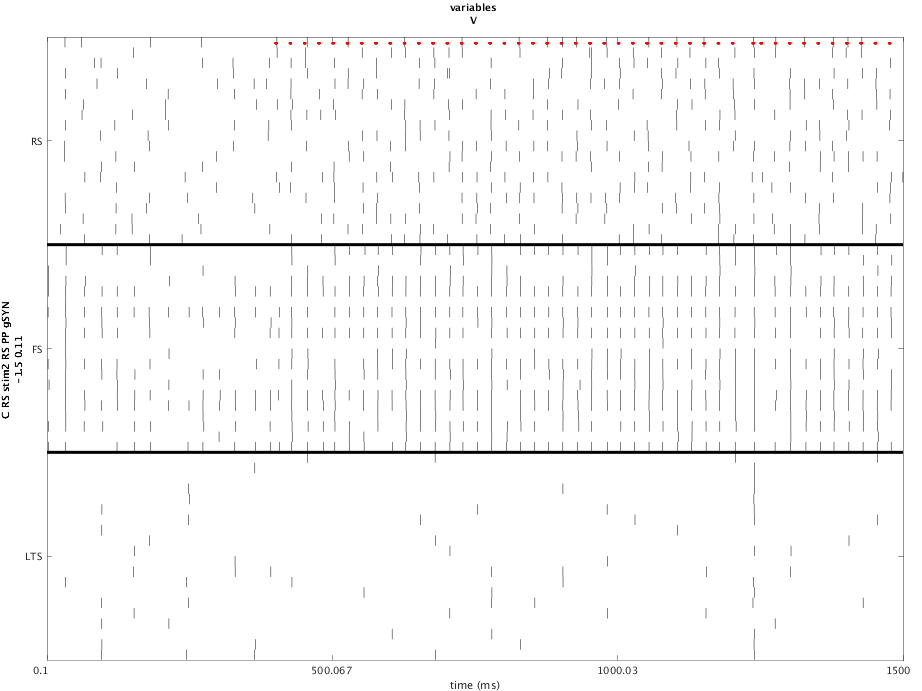 variables
V
RS
FS
LTS
C RS stim2 RS PP gSYN
-1.5 0.11
0.1
500.067
1000.03
1500
time (ms)